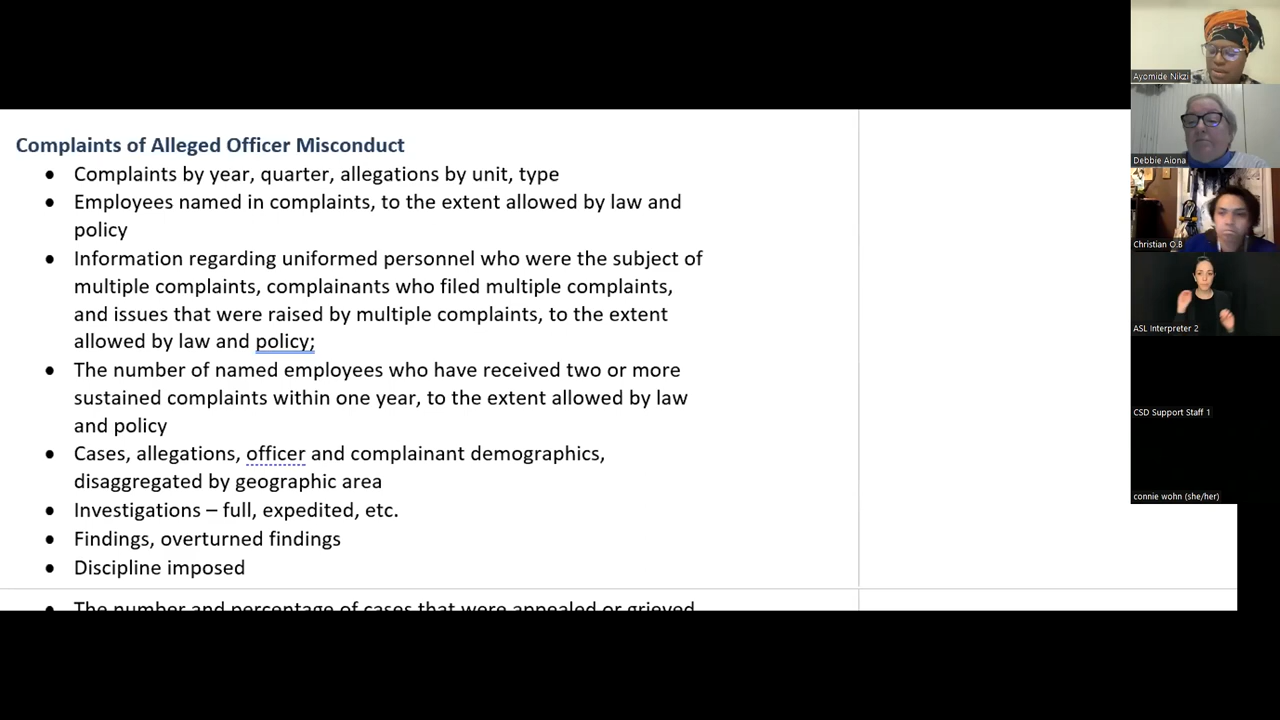 Complaints of Alleged Officer Misconduct
• Complaints by year, quarter, allegations by unit, type
• Employees named in complaints, to the extent allowed by law and
policy
• Information regarding uniformed personnel who were the subject of
multiple complaints, complainants who filed multiple complaints,
and issues that were raised by multiple complaints, to the extent
allowed by law and policy;
• The number of named employees who have received two or more
sustained complaints within one year, to the extent allowed by law
and policy
• Cases, allegations, officer and complainant demographics,
disaggregated by geographic area
• Investigations – full, expedited, etc.
• Findings, overturned findings
• Discipline imposed
• The number and percentage of cases that were appealed or grieved
Ayomide Nikzi
Debbie Aiona
Christian O.B
ASL Interpreter 2
CSD Support Staff 1
connie wohn (she/her)